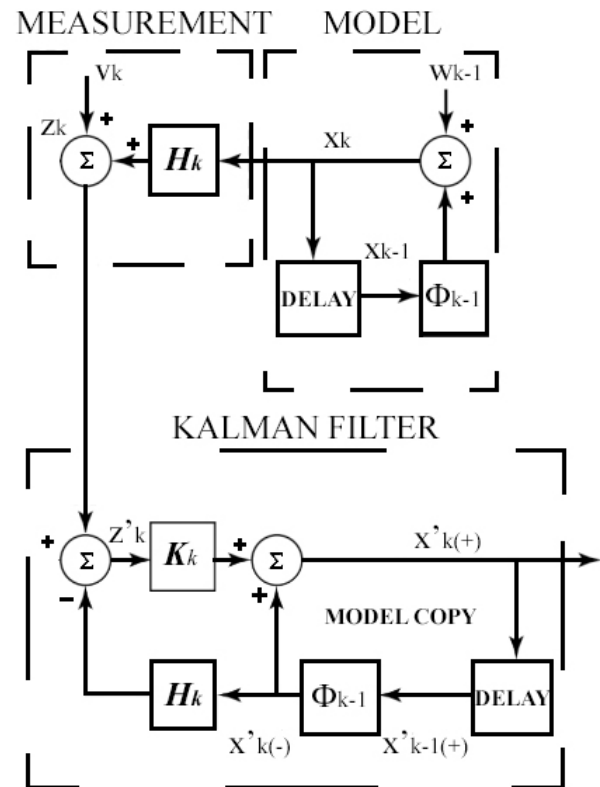 MEASUREMENT MODEL
Vk Wk-1
+ +
Zk + Xk
Σ Hk Σ
+
Xk-1
DELAY Φk-1
KALMAN FILTER
+ Z’k + X’k(+)
Σ Kk Σ
− +
MODEL COPY
Hk Φk-1 DELAY
X’k(-) X’k-1(+)